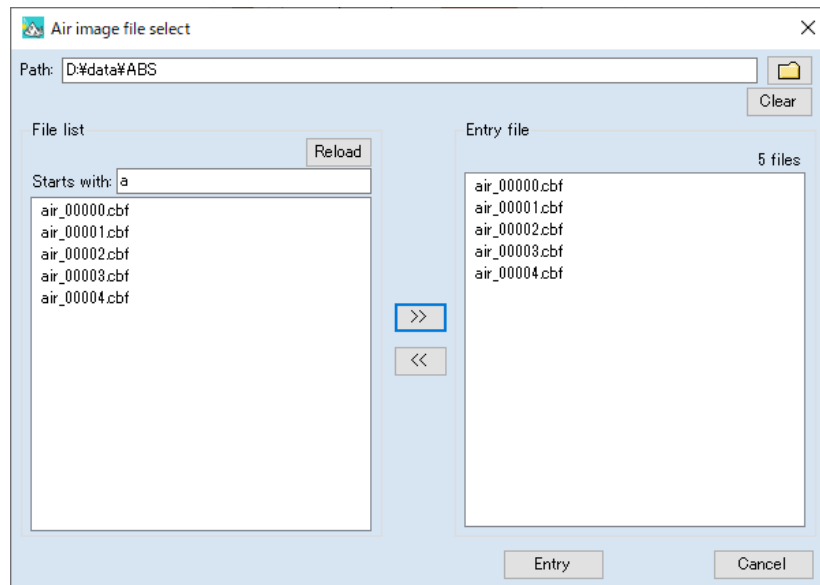 Air image file select
Path: D:¥data¥ABS
Clear
File list
Reload
Starts with: a
air_00000.cbf
air_00001.cbf
air_00002.cbf
air_00003.cbf
air_00004.cbf
>>
<<
Entry file
5 files
air_00000.cbf
air_00001.cbf
air_00002.cbf
air_00003.cbf
air_00004.cbf
Entry
Cancel